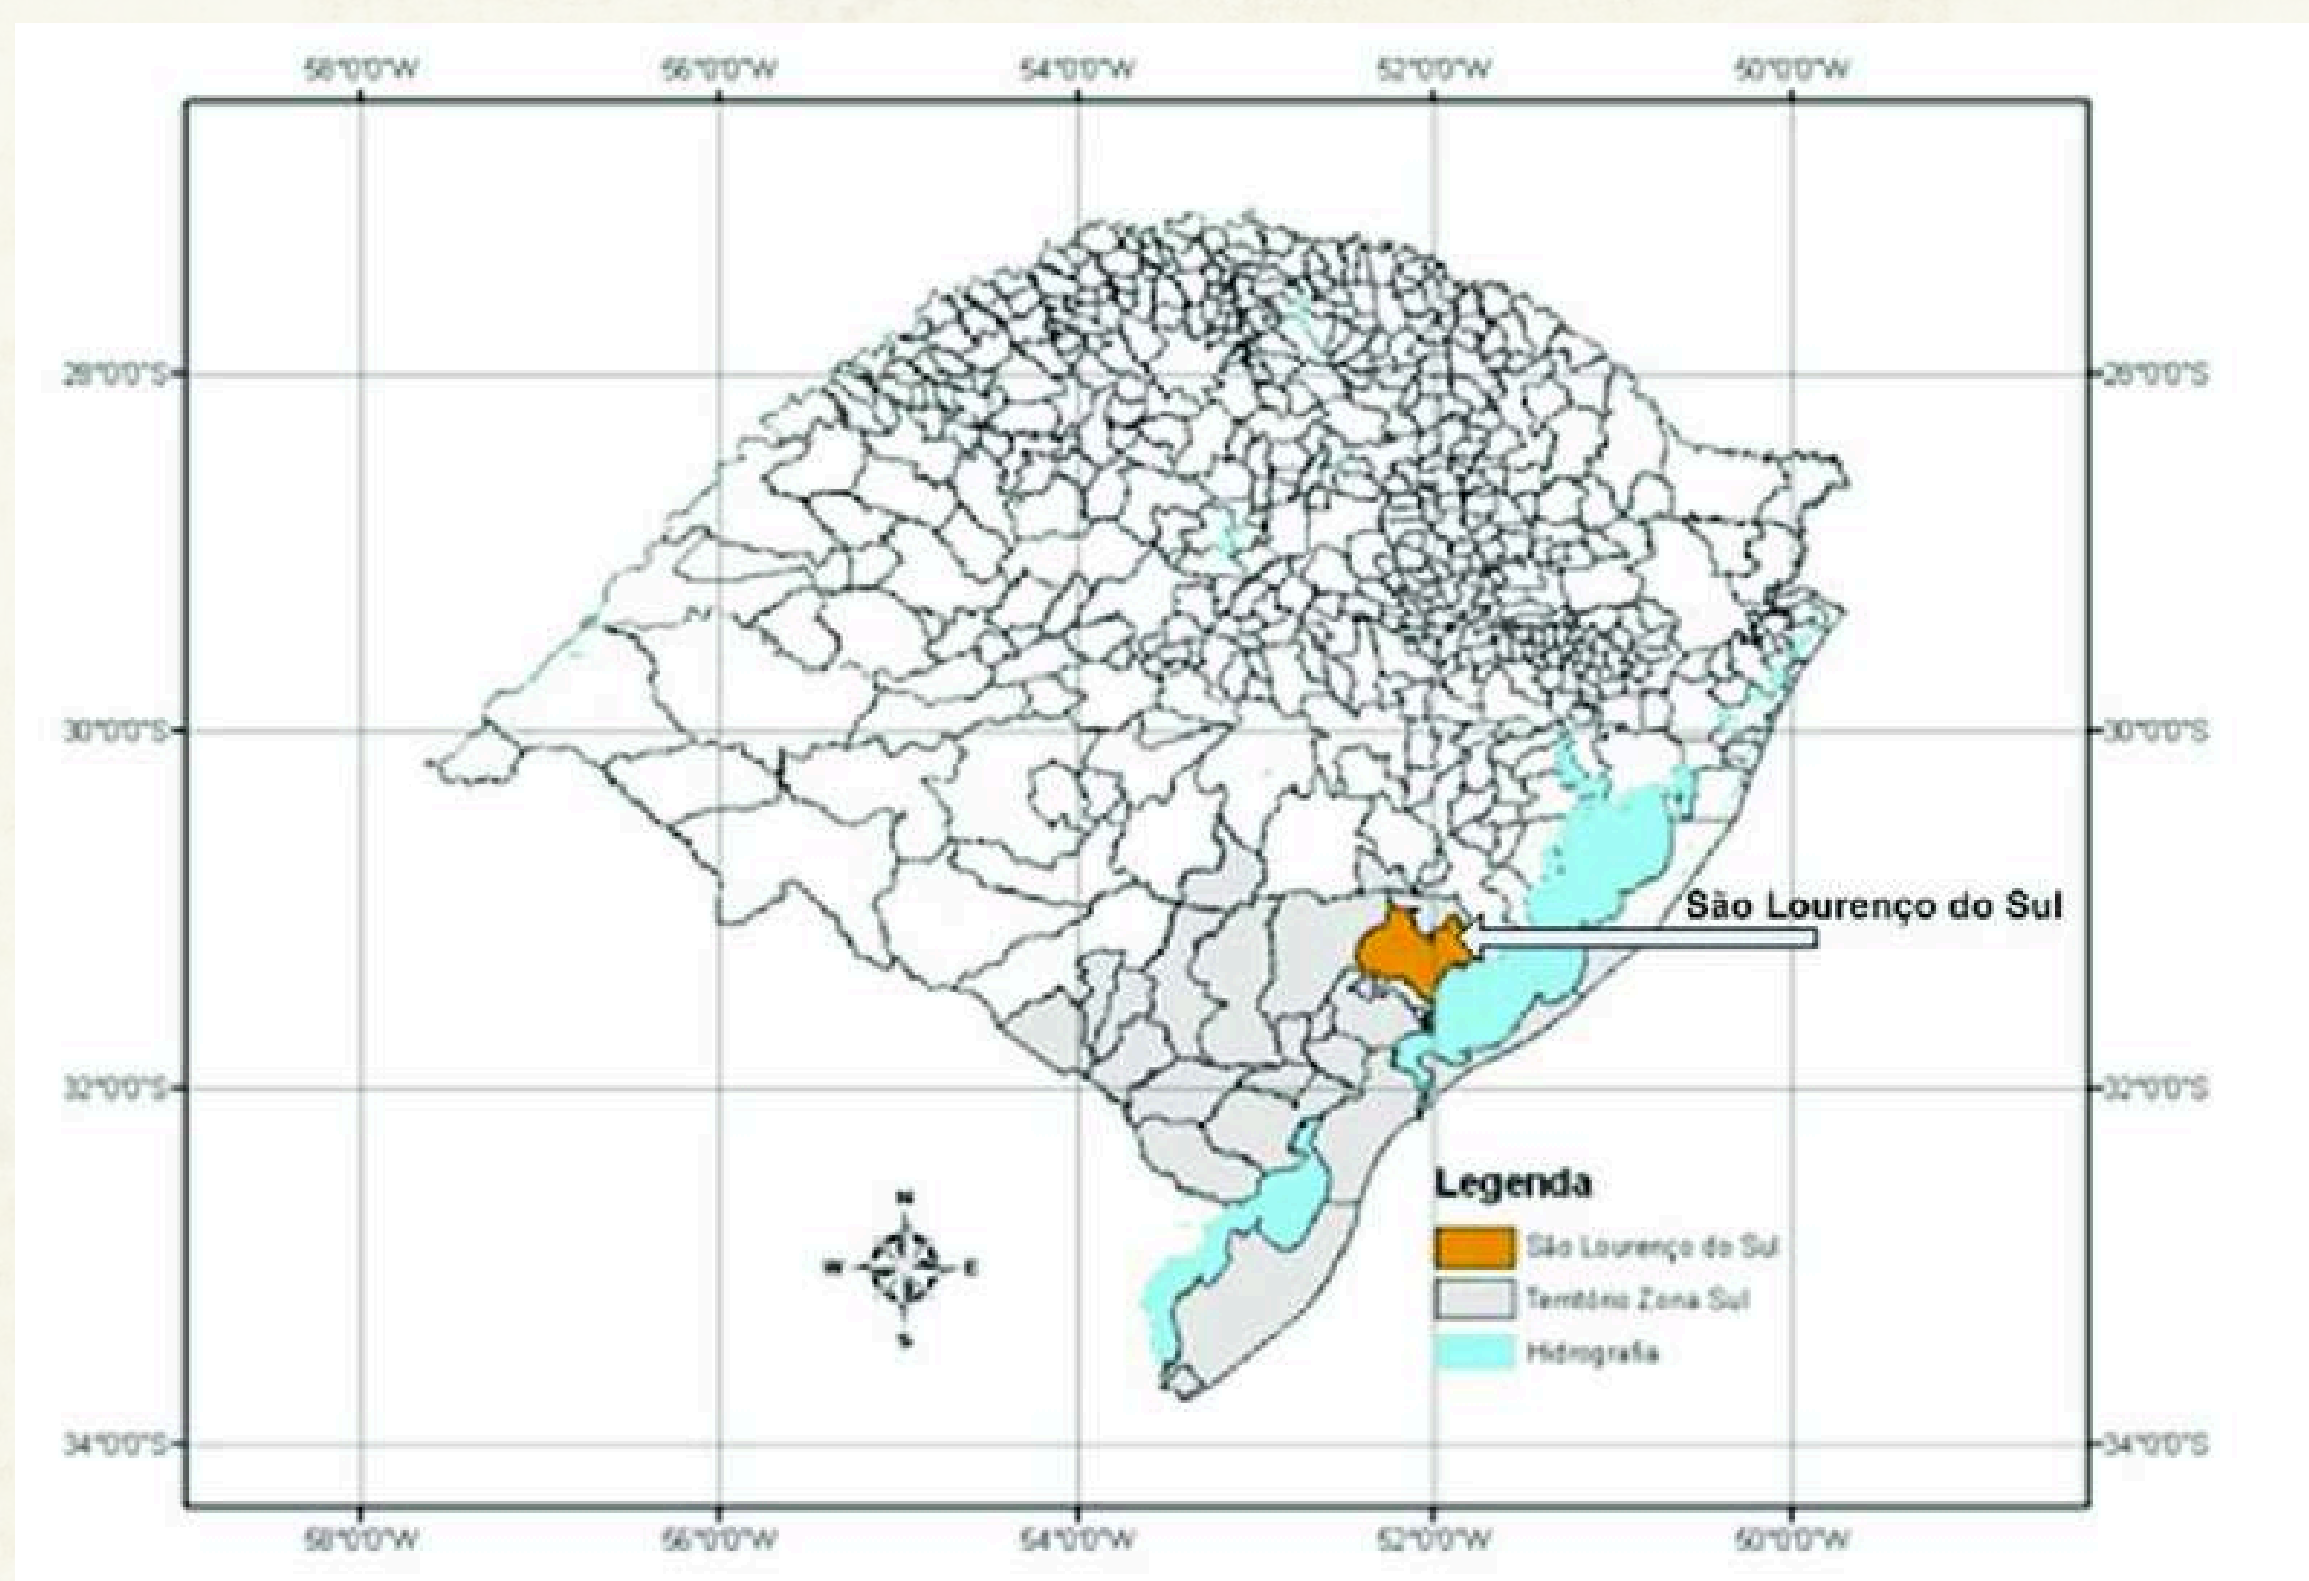 58°0'0"W 56°0'0"W 54°0'0"W 52°0'0"W 50°0'0"W
28°0'0"S 28°0'0"S
30°0'0"S 30°0'0"S
São Lourenço do Sul
32°0'0"S 32°0'0"S
Legenda
N
São Lourenço do Sul
W E
Território Zona Sul
S
Hidrografia
34°0'0"S 34°0'0"S
58°0'0"W 56°0'0"W 54°0'0"W 52°0'0"W 50°0'0"W